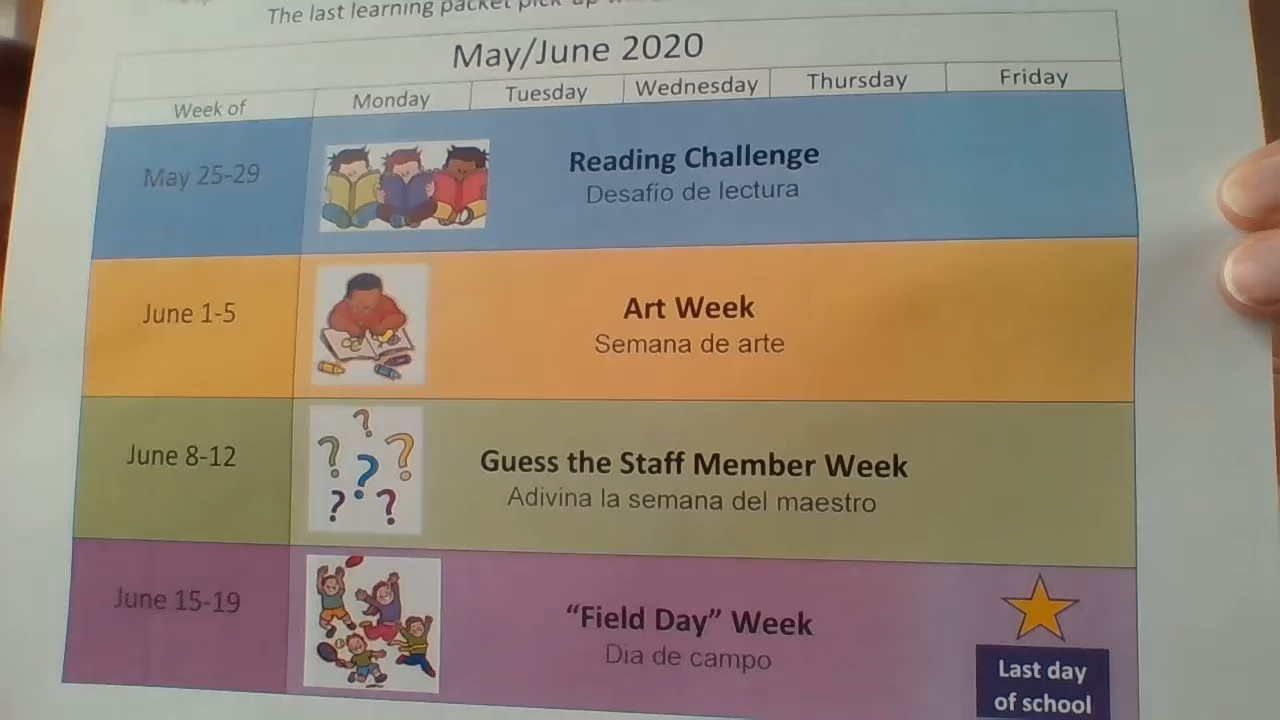 The last learning packet pick up
May/June 2020
Week of Monday Tuesday Wednesday Thursday Friday
May 25-29
Reading Challenge
Desafío de lectura
June 1-5
Art Week
Semana de arte
June 8-12
Guess the Staff Member Week
Adivina la semana del maestro
? ? ? ? ? ?
June 15-19
“Field Day” Week
Dia de campo
Last day
of school